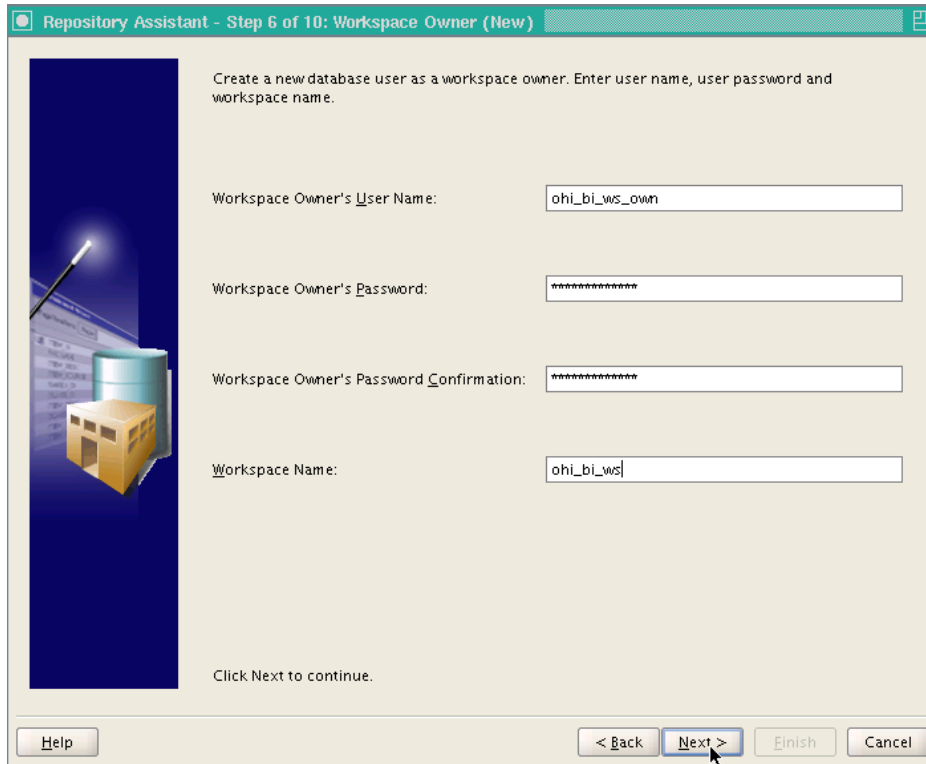 Repository Assistant - Step 6 of 10: Workspace Owner (New)
Create a new database user as a workspace owner. Enter user name, user password and
workspace name.
Workspace Owner's User Name: ohi_bi_ws_own
Workspace Owner's Password: *************
Workspace Owner's Password Confirmation: *************
Workspace Name: ohi_bi_ws
Click Next to continue.
Help < Back Next > Finish Cancel